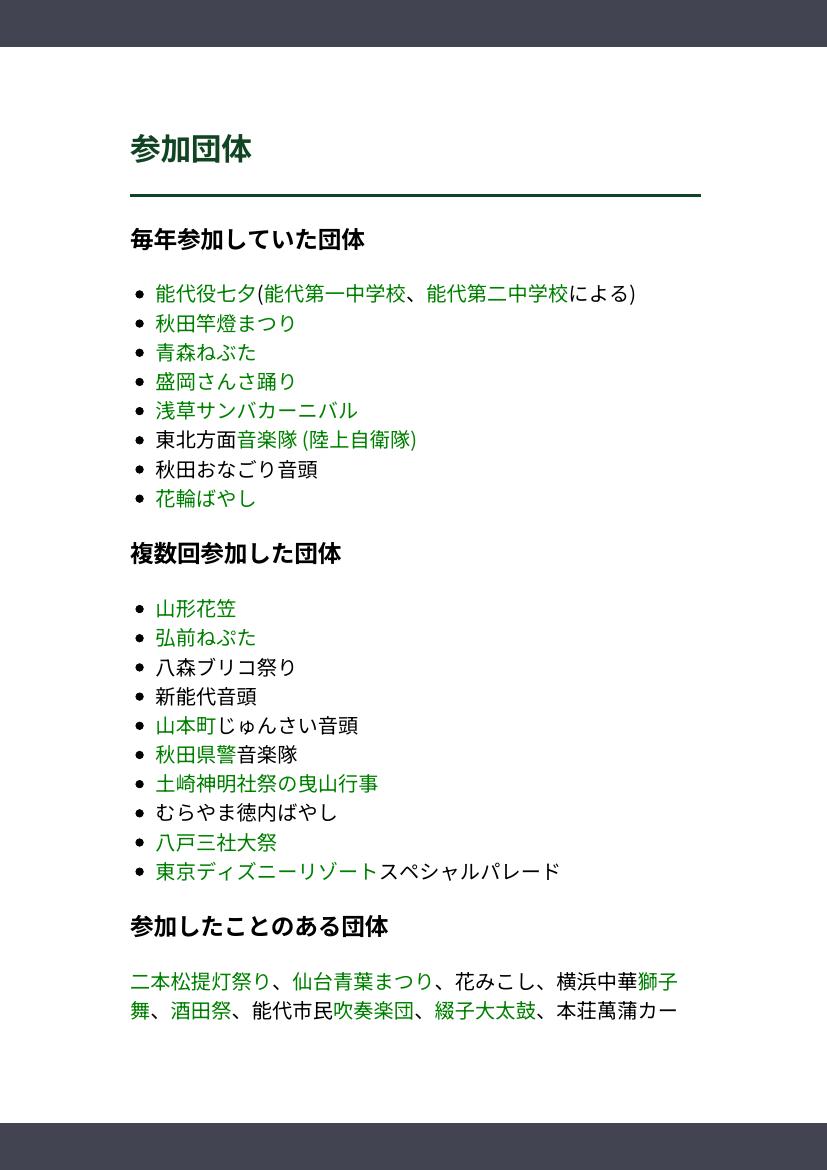 参加団体
毎年参加していた団体
能代役七夕(能代第一中学校、能代第二中学校による)
秋田竿燈まつり
青森ねぶた
盛岡さんさ踊り
浅草サンバカーニバル
東北方面音楽隊 (陸上自衛隊)
秋田おなごり音頭
花輪ばやし
複数回参加した団体
山形花笠
弘前ねぷた
八森ブリコ祭り
新能代音頭
山本町じゅんさい音頭
秋田県警音楽隊
土崎神明社祭の曳山行事
むらやま徳内ばやし
八戸三社大祭
東京ディズニーリゾートスペシャルパレード
参加したことのある団体
二本松提灯祭り、仙台青葉まつり、花みこし、横浜中華獅子
舞、酒田祭、能代市民吹奏楽団、綴子大太鼓、本荘萬蒲カー